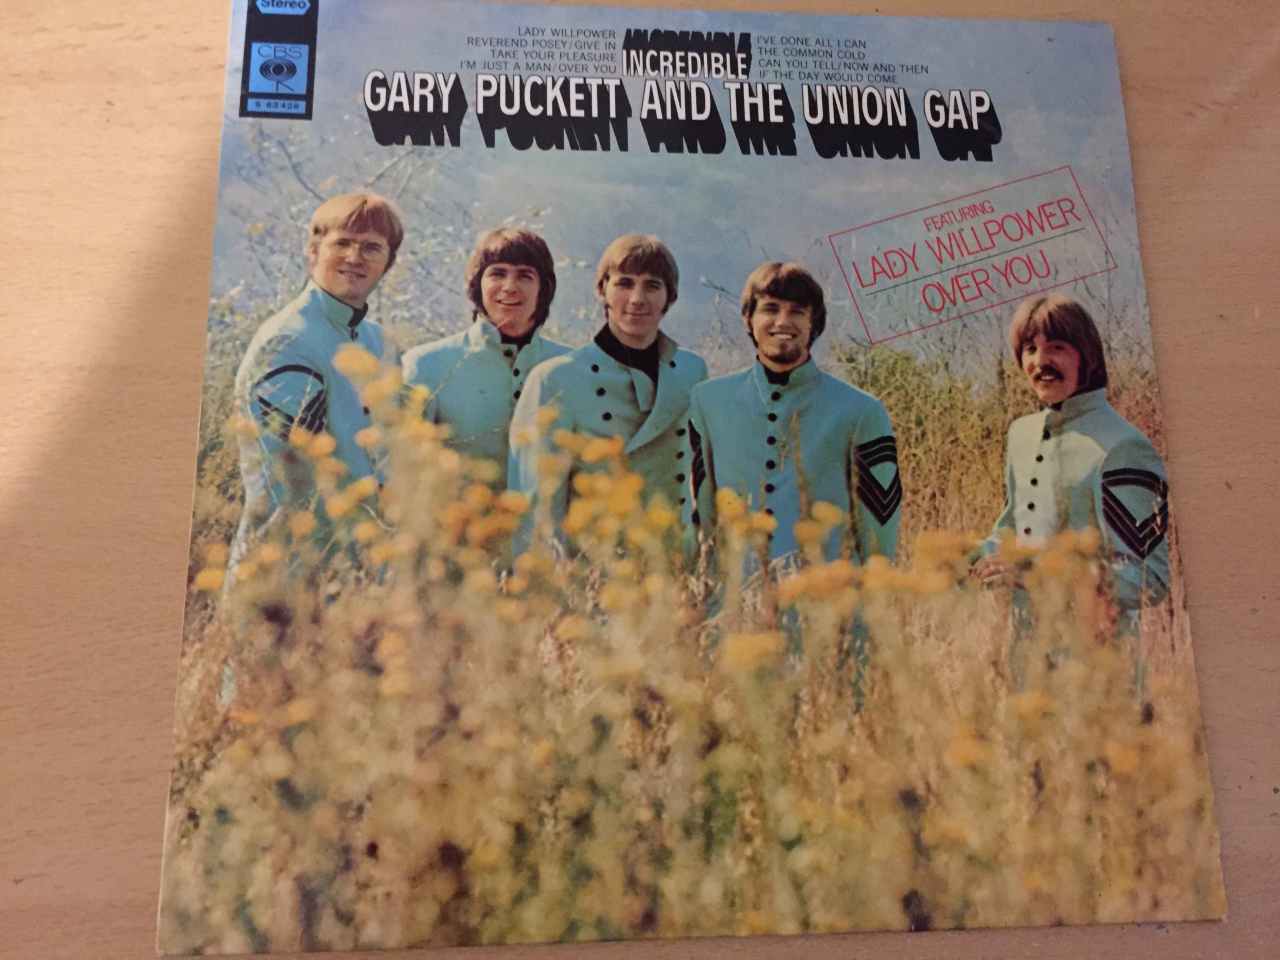 Stereo
CBS
S 63429
LADY WILLPOWER
REVEREND POSEY/GIVE IN
TAKE YOUR PLEASURE
I'M JUST A MAN/OVER YOU
INCREDIBLE
I'VE DONE ALL I CAN
THE COMMON COLD
CAN YOU TELL/NOW AND THEN
IF THE DAY WOULD COME
GARY PUCKETT AND THE UNION GAP
FEATURING
LADY WILLPOWER
OVER YOU